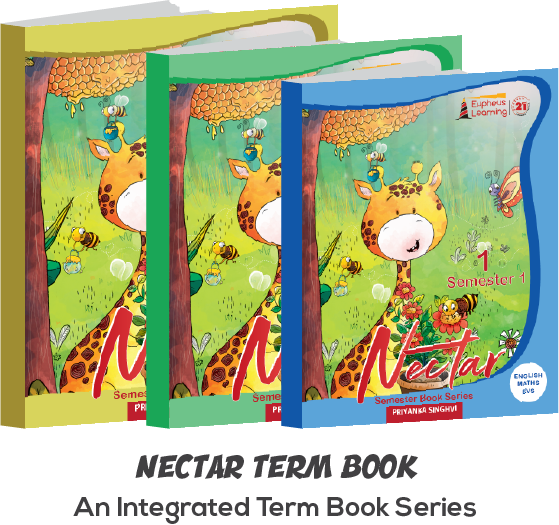 Eupheus
Learning
21
1
Semester 1
Nectar
Semester Book Series
PRIYANKA SINGHVI
ENGLISH
MATHS
EVS
NECTAR TERM BOOK
An Integrated Term Book Series